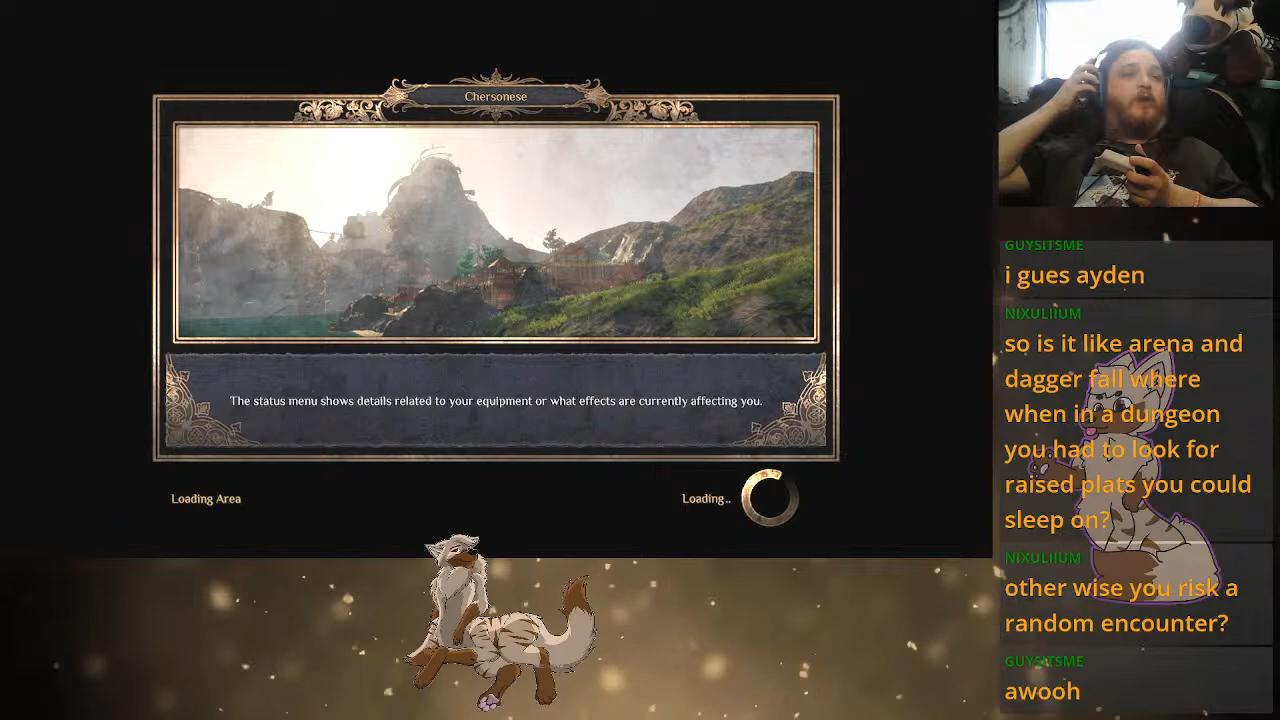 Chersonese
The status menu shows details related to your equipment or what effects are currently affecting you.
Loading Area
Loading..
GUYSITSME
i gues ayden
NIXULIIUM
so is it like arena and
dagger fall where
when in a dungeon
you had to look for
raised plats you could
sleep on?
NIXULIIUM
other wise you risk a
random encounter?
GUYSITSME
awooh